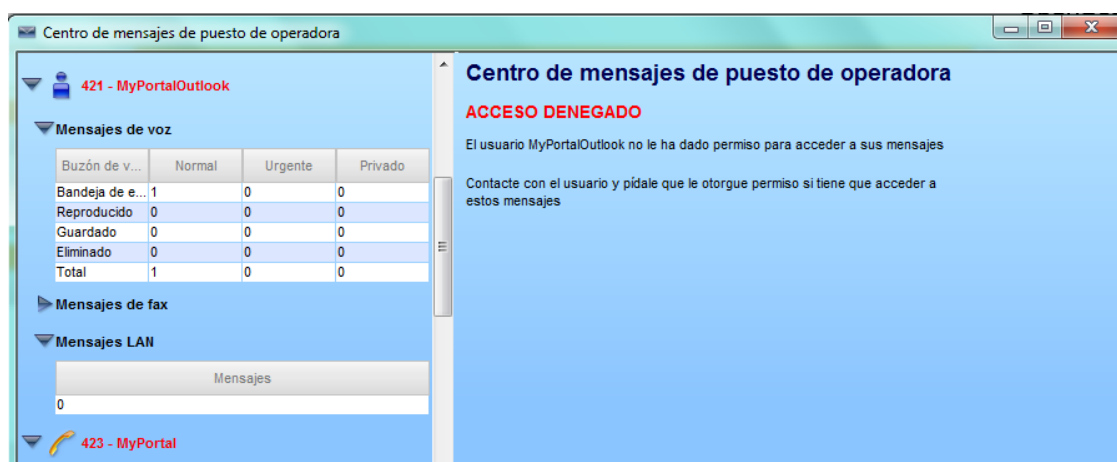 Centro de mensajes de puesto de operadora
421 - MyPortalOutlook
Mensajes de voz
Buzón de v... Normal Urgente Privado
Bandeja de e... 1 0 0
Reproducido 0 0 0
Guardado 0 0 0
Eliminado 0 0 0
Total 1 0 0
Mensajes de fax
Mensajes LAN
Mensajes
0
423 - MyPortal
Centro de mensajes de puesto de operadora
ACCESO DENEGADO
El usuario MyPortalOutlook no le ha dado permiso para acceder a sus mensajes
Contacte con el usuario y pídale que le otorgue permiso si tiene que acceder a
estos mensajes